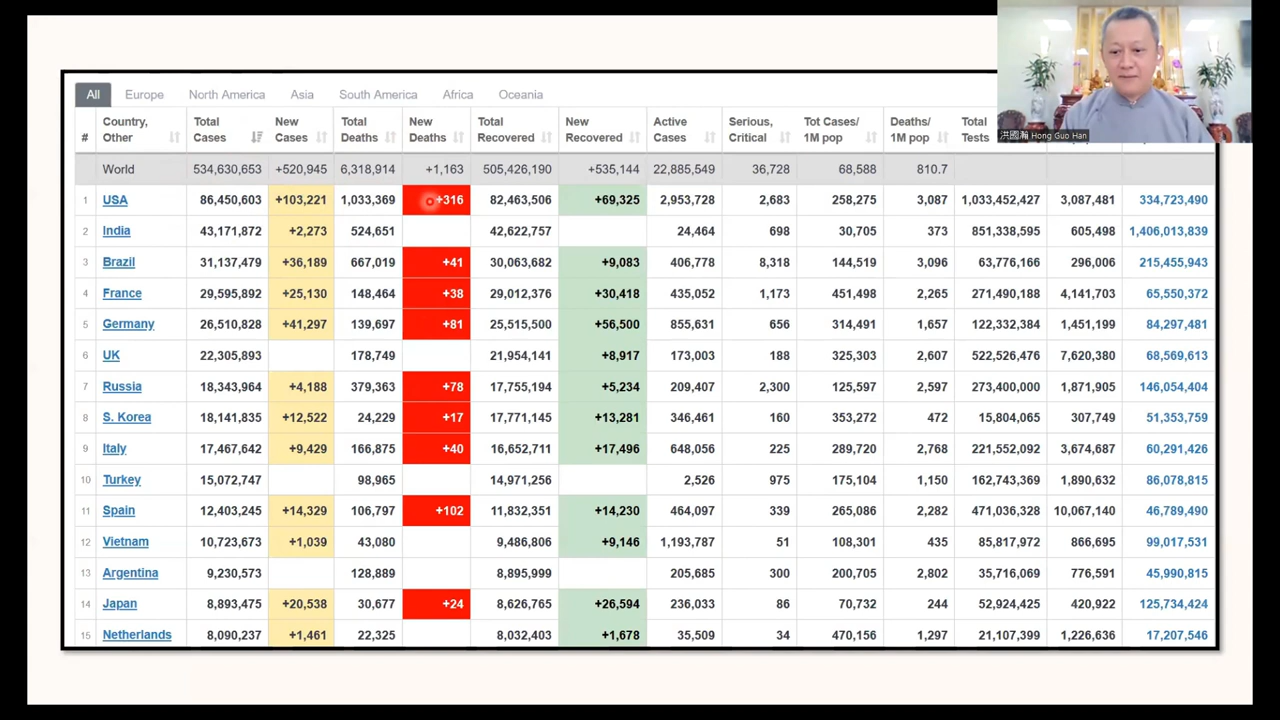 All Europe North America Asia South America Africa Oceania
# Country, Other Total Cases New Cases Total Deaths New Deaths Total Recovered New Recovered Active Cases Serious, Critical Tot Cases/ 1M pop Deaths/ 1M pop Total Tests
洪國瀚 Hong Guo Han
World 534,630,653 +520,945 6,318,914 +1,163 505,426,190 +535,144 22,885,549 36,728 68,588 810.7
1 USA 86,450,603 +103,221 1,033,369 +316 82,463,506 +69,325 2,953,728 2,683 258,275 3,087 1,033,452,427 3,087,481 334,723,490
2 India 43,171,872 +2,273 524,651 42,622,757 24,464 698 30,705 373 851,338,595 605,498 1,406,013,839
3 Brazil 31,137,479 +36,189 667,019 +41 30,063,682 +9,083 406,778 8,318 144,519 3,096 63,776,166 296,006 215,455,943
4 France 29,595,892 +25,130 148,464 +38 29,012,376 +30,418 435,052 1,173 451,498 2,265 271,490,188 4,141,703 65,550,372
5 Germany 26,510,828 +41,297 139,697 +81 25,515,500 +56,500 855,631 656 314,491 1,657 122,332,384 1,451,199 84,297,481
6 UK 22,305,893 178,749 21,954,141 +8,917 173,003 188 325,303 2,607 522,526,476 7,620,380 68,569,613
7 Russia 18,343,964 +4,188 379,363 +78 17,755,194 +5,234 209,407 2,300 125,597 2,597 273,400,000 1,871,905 146,054,404
8 S. Korea 18,141,835 +12,522 24,229 +17 17,771,145 +13,281 346,461 160 353,272 472 15,804,065 307,749 51,353,759
9 Italy 17,467,642 +9,429 166,875 +40 16,652,711 +17,496 648,056 225 289,720 2,768 221,552,092 3,674,687 60,291,426
10 Turkey 15,072,747 98,965 14,971,256 2,526 975 175,104 1,150 162,743,369 1,890,632 86,078,815
11 Spain 12,403,245 +14,329 106,797 +102 11,832,351 +14,230 464,097 339 265,086 2,282 471,036,328 10,067,140 46,789,490
12 Vietnam 10,723,673 +1,039 43,080 9,486,806 +9,146 1,193,787 51 108,301 435 85,817,972 866,695 99,017,531
13 Argentina 9,230,573 128,889 8,895,999 205,685 300 200,705 2,802 35,716,069 776,591 45,990,815
14 Japan 8,893,475 +20,538 30,677 +24 8,626,765 +26,594 236,033 86 70,732 244 52,924,425 420,922 125,734,424
15 Netherlands 8,090,237 +1,461 22,325 8,032,403 +1,678 35,509 34 470,156 1,297 21,107,399 1,226,636 17,207,546